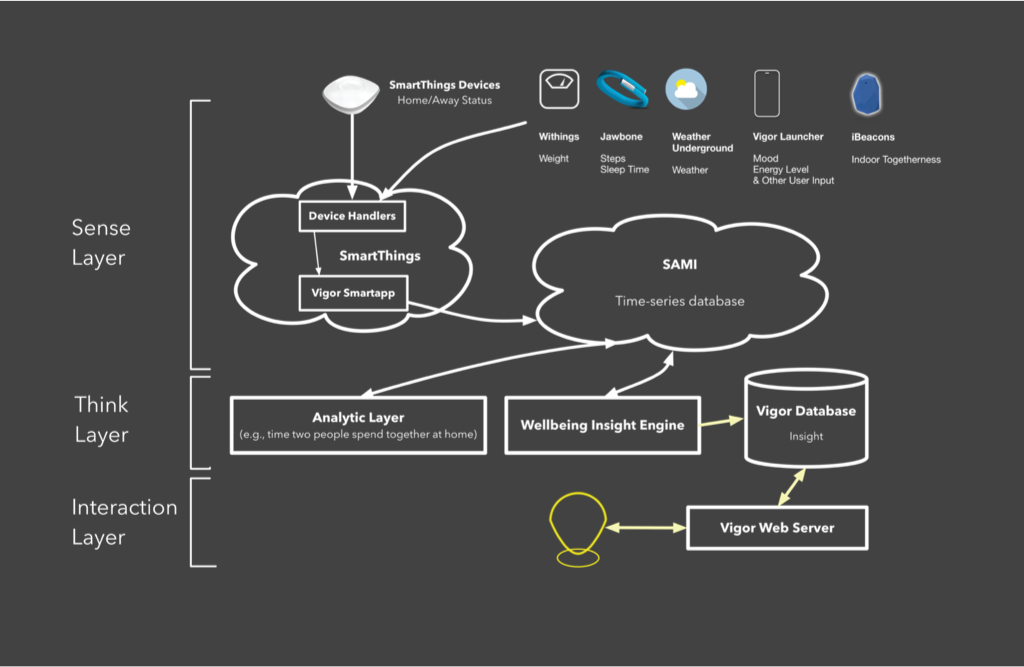 SmartThings Devices
Home/Away Status
Withings
Weight
Jawbone
Steps
Sleep Time
Weather
Underground
Weather
Vigor Launcher
Mood
Energy Level
& Other User Input
iBeacons
Indoor Togetherness
Sense
Layer
Device Handlers
SmartThings
Vigor Smartapp
SAMI
Time-series database
Think
Layer
Analytic Layer
(e.g., time two people spend together at home)
Wellbeing Insight Engine
Vigor Database
Insight
Interaction
Layer
Vigor Web Server